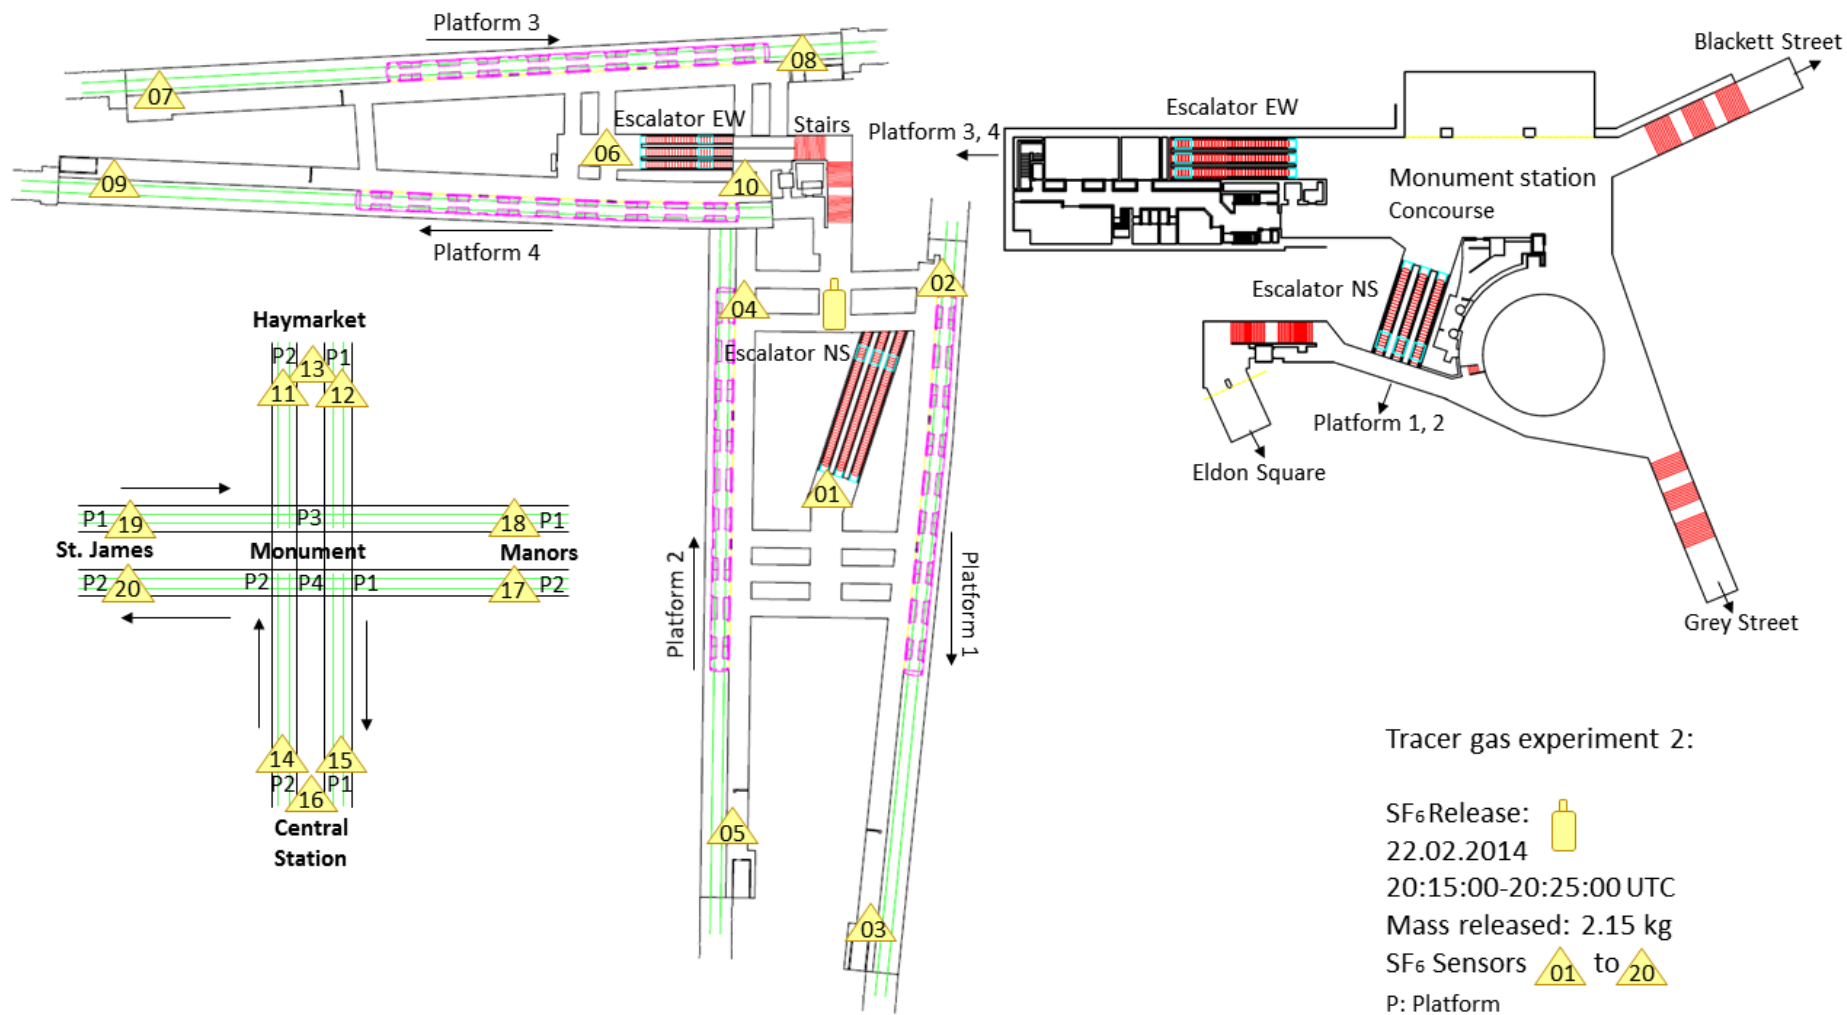 Platform 3
08
07
Escalator EW
Stairs
06
09
10
Platform 4
02
04
Escalator NS
01
Platform 2
Platform 1
05
03
Blackett Street
Escalator EW
Platform 3, 4
Monument station
Concourse
Escalator NS
Platform 1, 2
Eldon Square
Grey Street
Haymarket
P2
13
P1
11
12
P1
19
P3
18
P1
St. James
Monument
Manors
P2
20
P2
P4
P1
17
P2
14
15
P2
16
P1
Central
Station
Tracer gas experiment 2:
SF6 Release:
22.02.2014
20:15:00-20:25:00 UTC
Mass released: 2.15 kg
SF6 Sensors 01 to 20
P: Platform